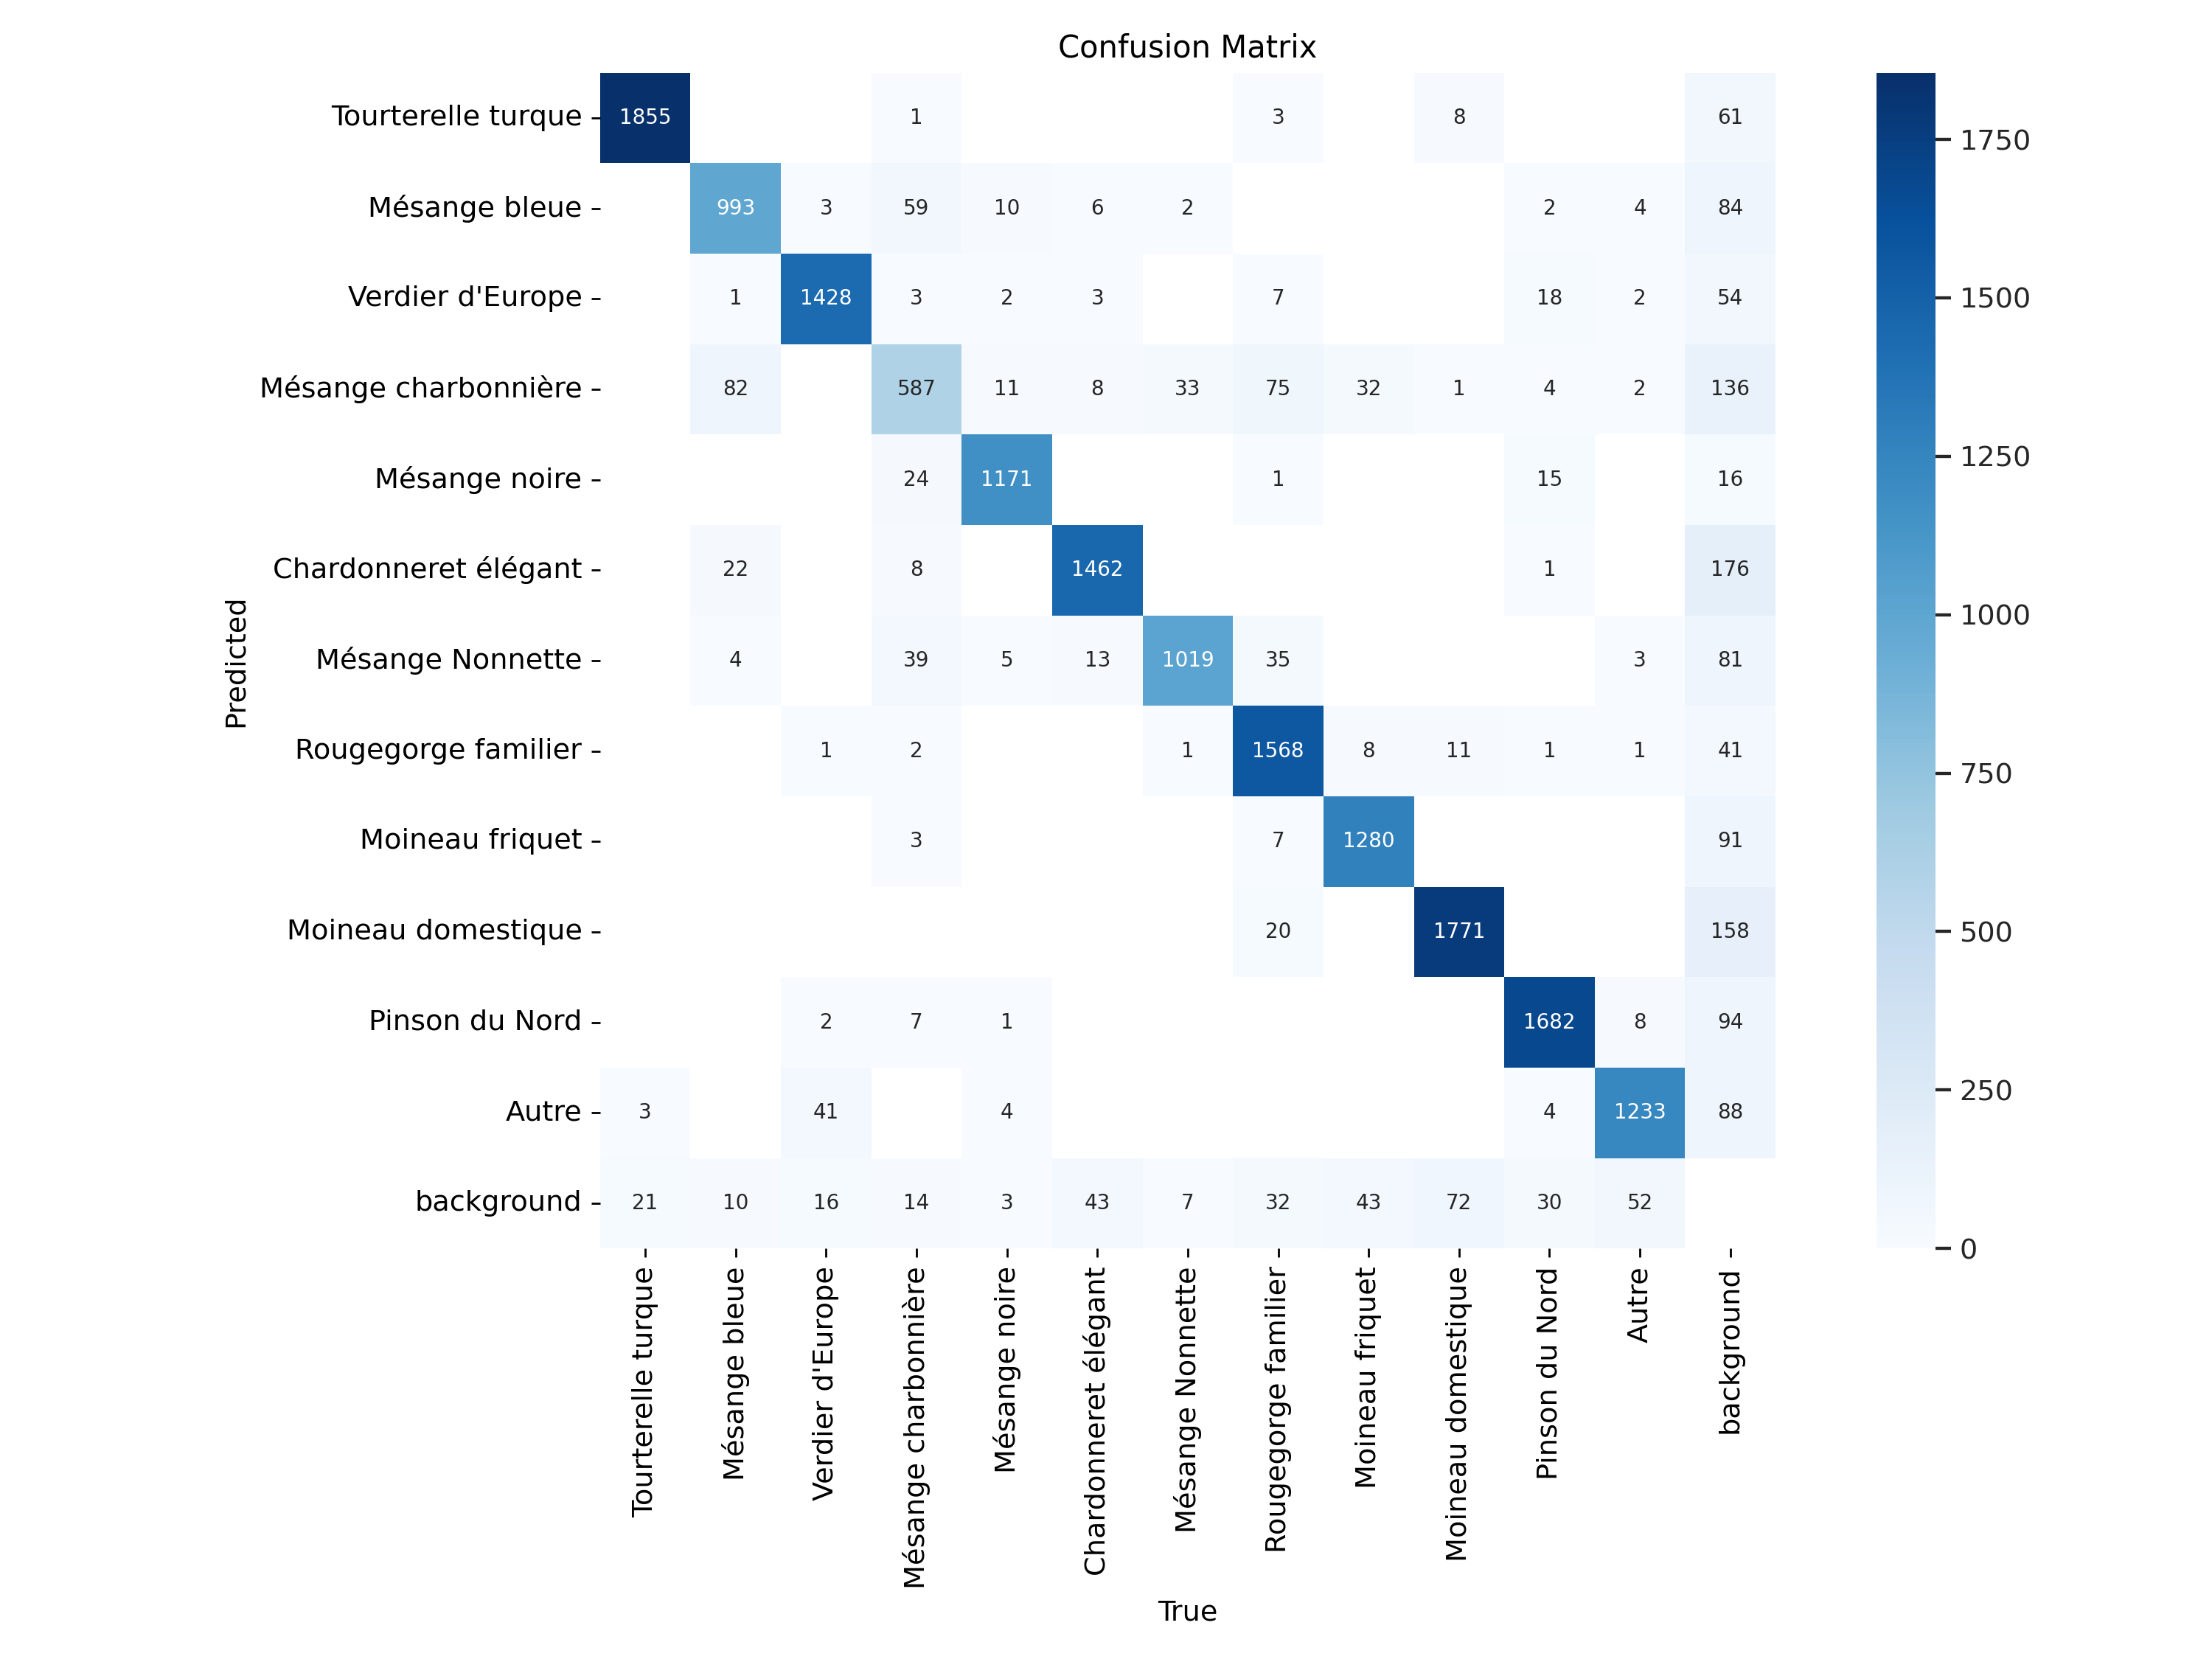 Confusion Matrix
Tourterelle turque 1855 1 3 8 61
Mésange bleue 993 3 59 10 6 2 2 4 84
Verdier d'Europe 1 1428 3 2 3 7 18 2 54
Mésange charbonnière 82 587 11 8 33 75 32 1 4 2 136
Mésange noire 24 1171 1 15 16
Chardonneret élégant 22 8 1462 1 176
Mésange Nonnette 4 39 5 13 1019 35 3 81
Rougegorge familier 1 2 1 1568 8 11 1 1 41
Moineau friquet 3 7 1280 91
Moineau domestique 20 1771 158
Pinson du Nord 2 7 1 1682 8 94
Autre 3 41 4 4 1233 88
background 21 10 16 14 3 43 7 32 43 72 30 52
Predicted
Tourterelle turque
Mésange bleue
Verdier d'Europe
Mésange charbonnière
Mésange noire
Chardonneret élégant
Mésange Nonnette
Rougegorge familier
Moineau friquet
Moineau domestique
Pinson du Nord
Autre
background
True
1750
1500
1250
1000
750
500
250
0